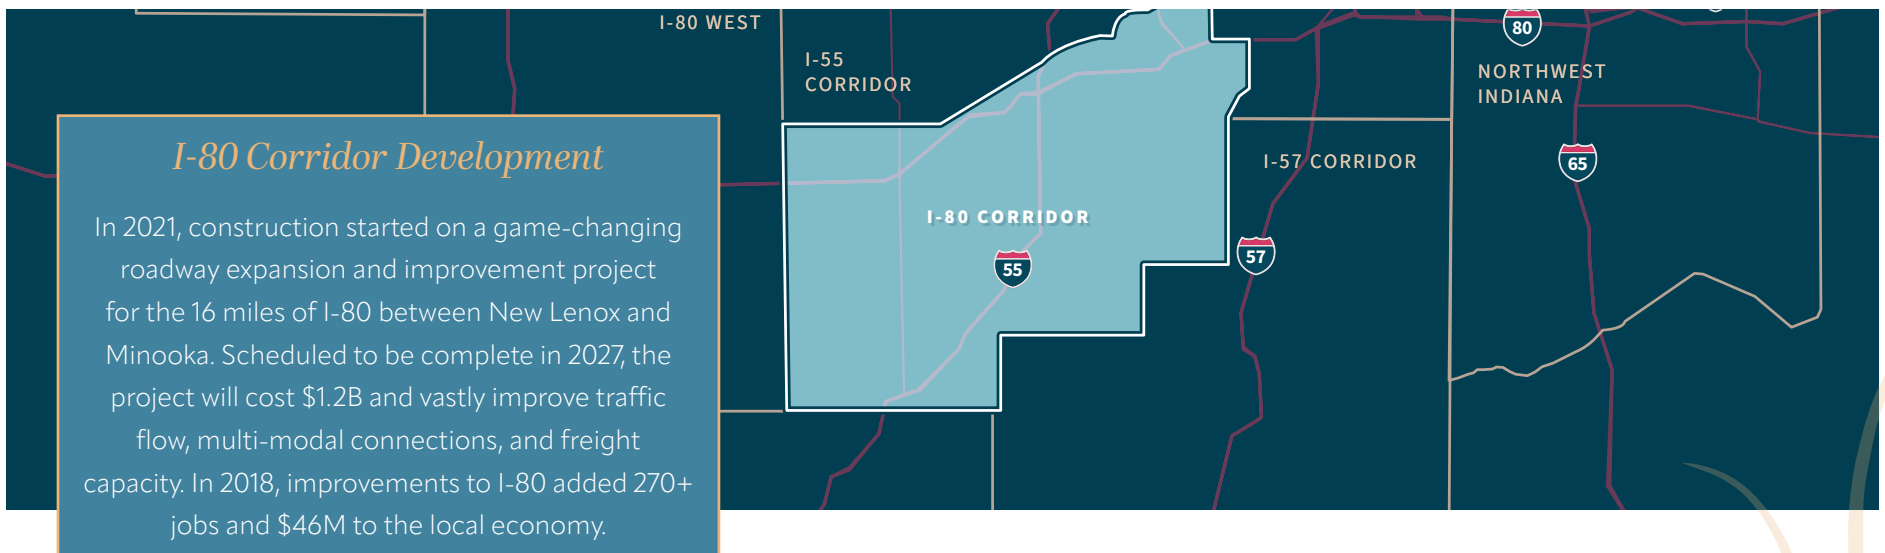 I-80 WEST
I-55
CORRIDOR
80
NORTHWEST
INDIANA
I-57 CORRIDOR
65
I-80 CORRIDOR
55
57
I-80 Corridor Development
In 2021, construction started on a game-changing
roadway expansion and improvement project
for the 16 miles of I-80 between New Lenox and
Minooka. Scheduled to be complete in 2027, the
project will cost $1.2B and vastly improve traffic
flow, multi-modal connections, and freight
capacity. In 2018, improvements to I-80 added 270+
jobs and $46M to the local economy.